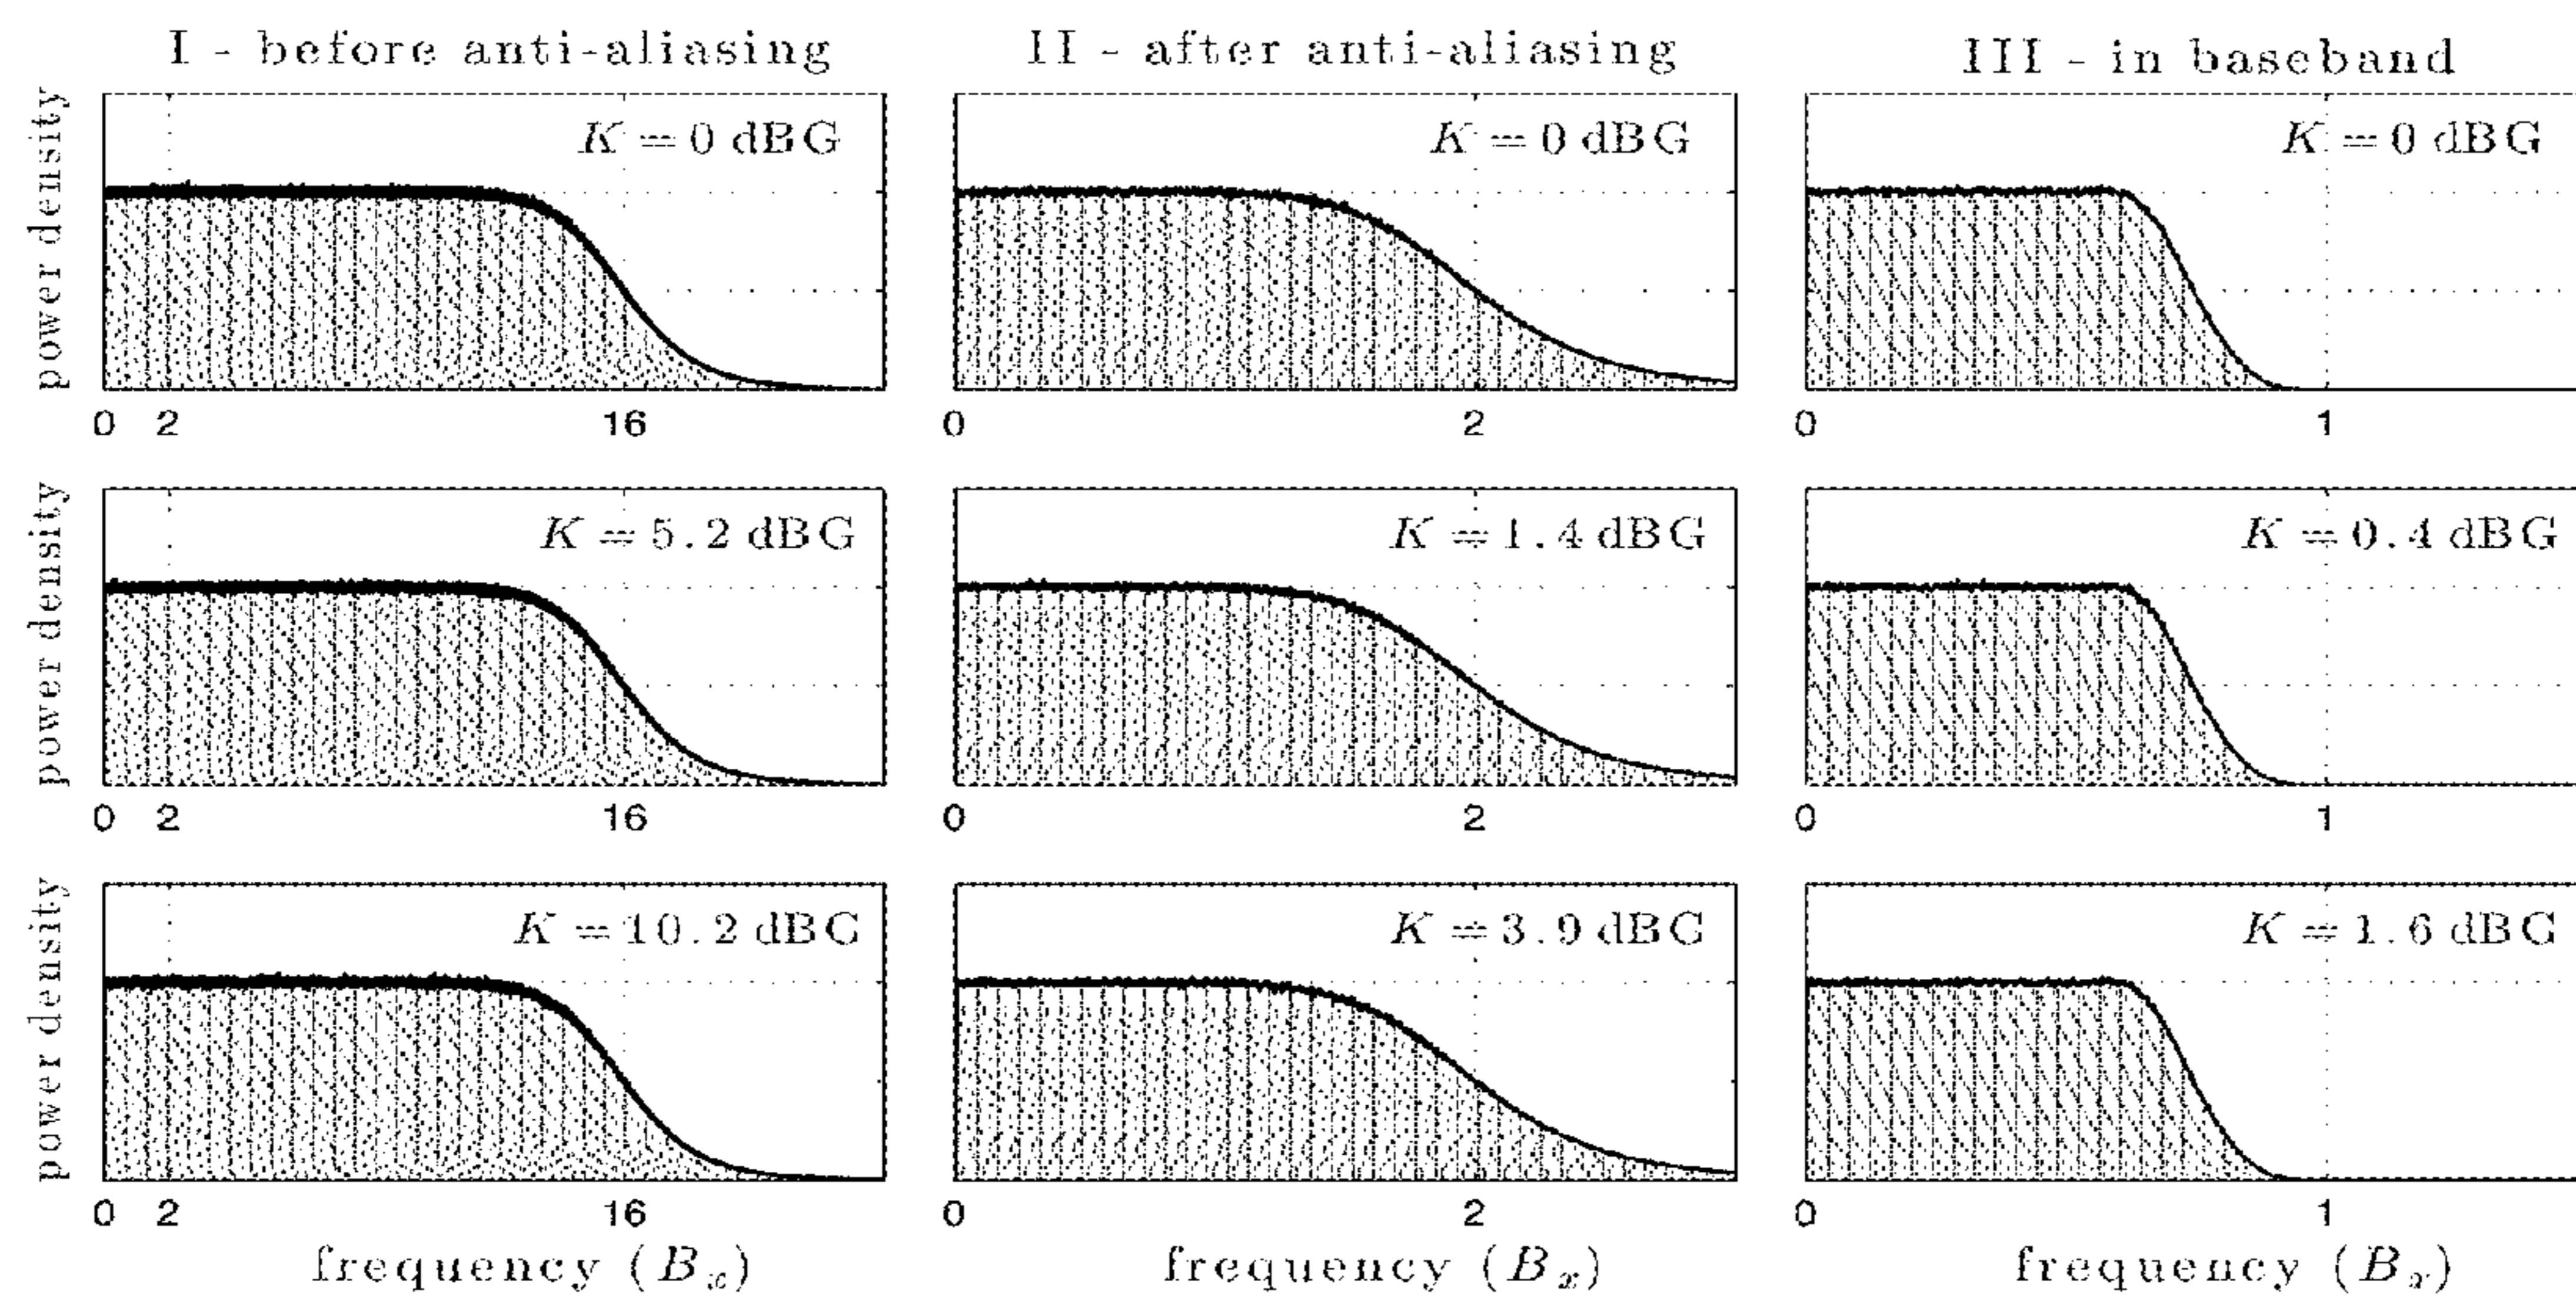 I - before anti-aliasing
II - after anti-aliasing
III - in baseband
power density
K = 0 dBG
K = 0 dBG
K = 0 dBG
0 2 16
0 2
0 1
power density
K = 5.2 dBG
K = 1.4 dBG
K = 0.4 dBG
0 2 16
0 2
0 1
power density
K = 10.2 dBG
K = 3.9 dBG
K = 1.6 dBG
0 2 16
0 2
0 1
frequency (Bₓ)
frequency (Bₓ)
frequency (Bₓ)